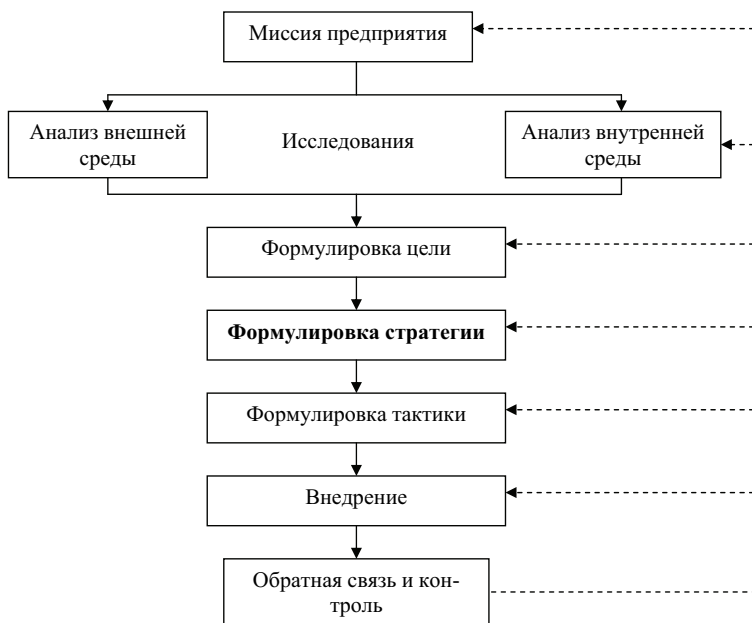 Миссия предприятия
Анализ внешней
среды
Исследования
Анализ внутренней
среды
Формулировка цели
Формулировка стратегии
Формулировка тактики
Внедрение
Обратная связь и кон-
троль